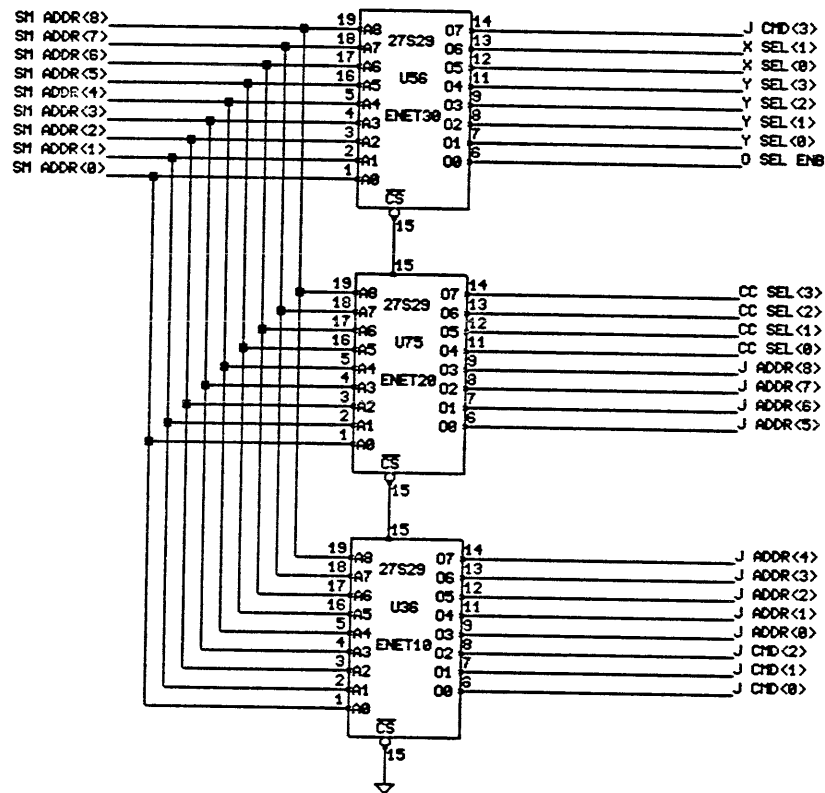 SM ADDR<8> 19 A8 27S29 O7 14 J CMD<3>
SM ADDR<7> 18 A7 O6 13 X SEL<1>
SM ADDR<6> 17 A6 O5 12 X SEL<0>
SM ADDR<5> 16 A5 U56 O4 11 Y SEL<3>
SM ADDR<4> 5 A4 O3 9 Y SEL<2>
SM ADDR<3> 4 A3 ENET30 O2 8 Y SEL<1>
SM ADDR<2> 3 A2 O1 7 Y SEL<0>
SM ADDR<1> 2 A1 O0 6 O SEL ENB
SM ADDR<0> 1 A0
CS
15
15
19 A8 27S29 O7 14 CC SEL<3>
18 A7 O6 13 CC SEL<2>
17 A6 O5 12 CC SEL<1>
16 A5 U75 O4 11 CC SEL<0>
5 A4 O3 9 J ADDR<8>
4 A3 ENET20 O2 8 J ADDR<7>
3 A2 O1 7 J ADDR<6>
2 A1 O0 6 J ADDR<5>
1 A0
CS
15
15
19 A8 27S29 O7 14 J ADDR<4>
18 A7 O6 13 J ADDR<3>
17 A6 O5 12 J ADDR<2>
16 A5 U36 O4 11 J ADDR<1>
5 A4 O3 9 J ADDR<0>
4 A3 ENET10 O2 8 J CMD<2>
3 A2 O1 7 J CMD<1>
2 A1 O0 6 J CMD<0>
1 A0
CS
15